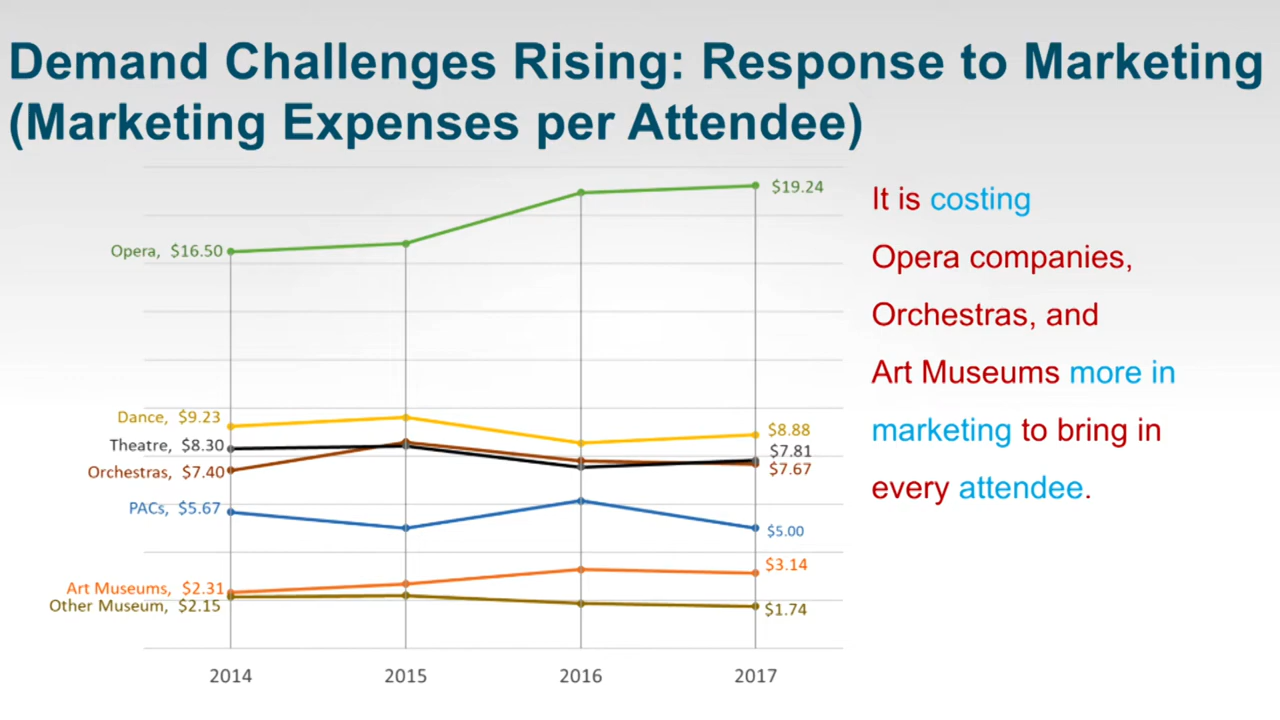 Demand Challenges Rising: Response to Marketing
(Marketing Expenses per Attendee)
$19.24
Opera, $16.50
Dance, $9.23
$8.88
Theatre, $8.30
$7.81
Orchestras, $7.40
$7.67
PACs, $5.67
$5.00
Art Museums, $2.31
$3.14
Other Museum, $2.15
$1.74
2014 2015 2016 2017
It is costing
Opera companies,
Orchestras, and
Art Museums more in
marketing to bring in
every attendee.